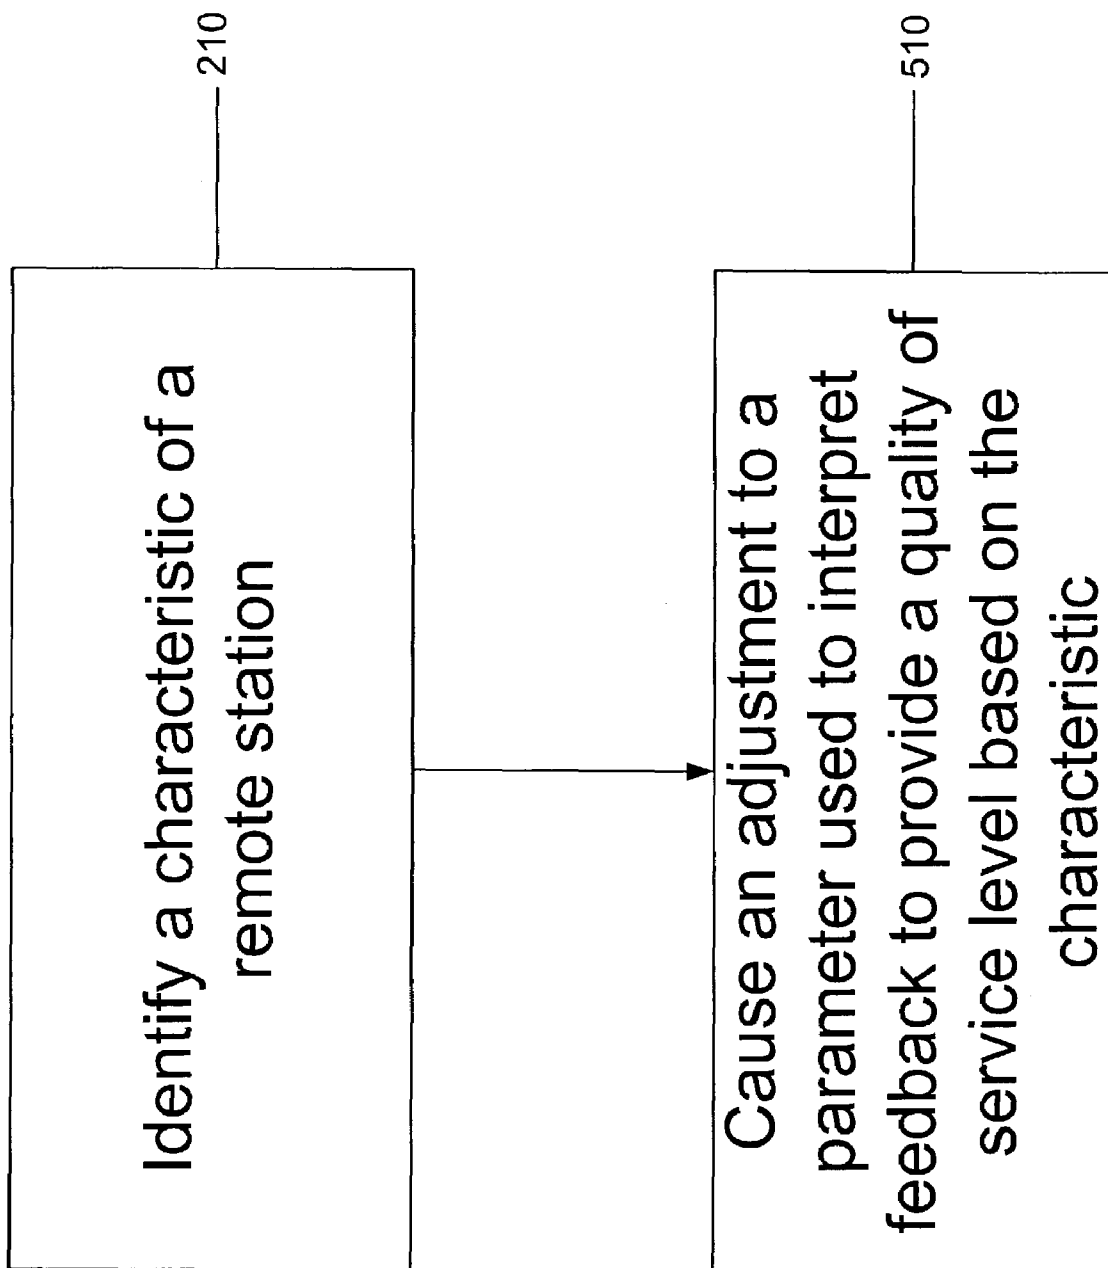 Identify a characteristic of a
remote station
210
Cause an adjustment to a
parameter used to interpret
feedback to provide a quality of
service level based on the
characteristic
510